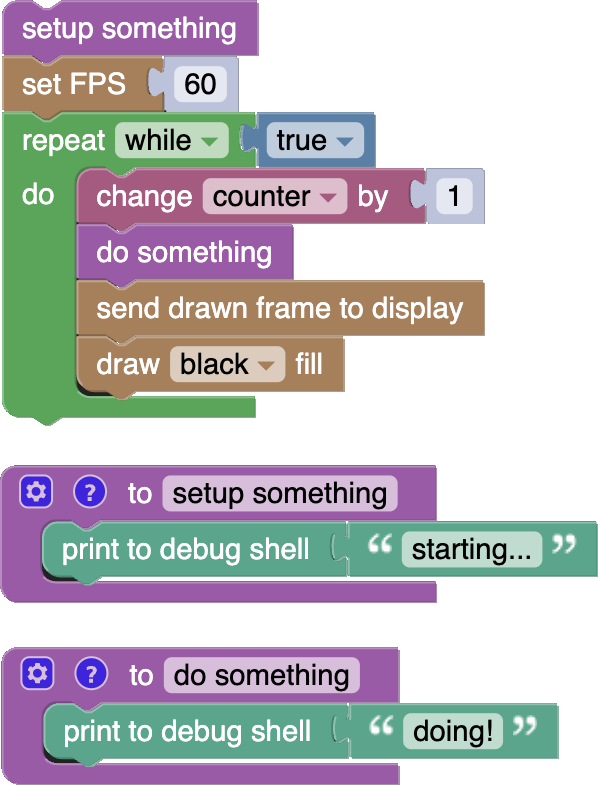 setup something
set FPS 60
repeat while true
do change counter by 1
do something
send drawn frame to display
draw black fill
? to setup something
print to debug shell “ starting... ”
? to do something
print to debug shell “ doing! ”